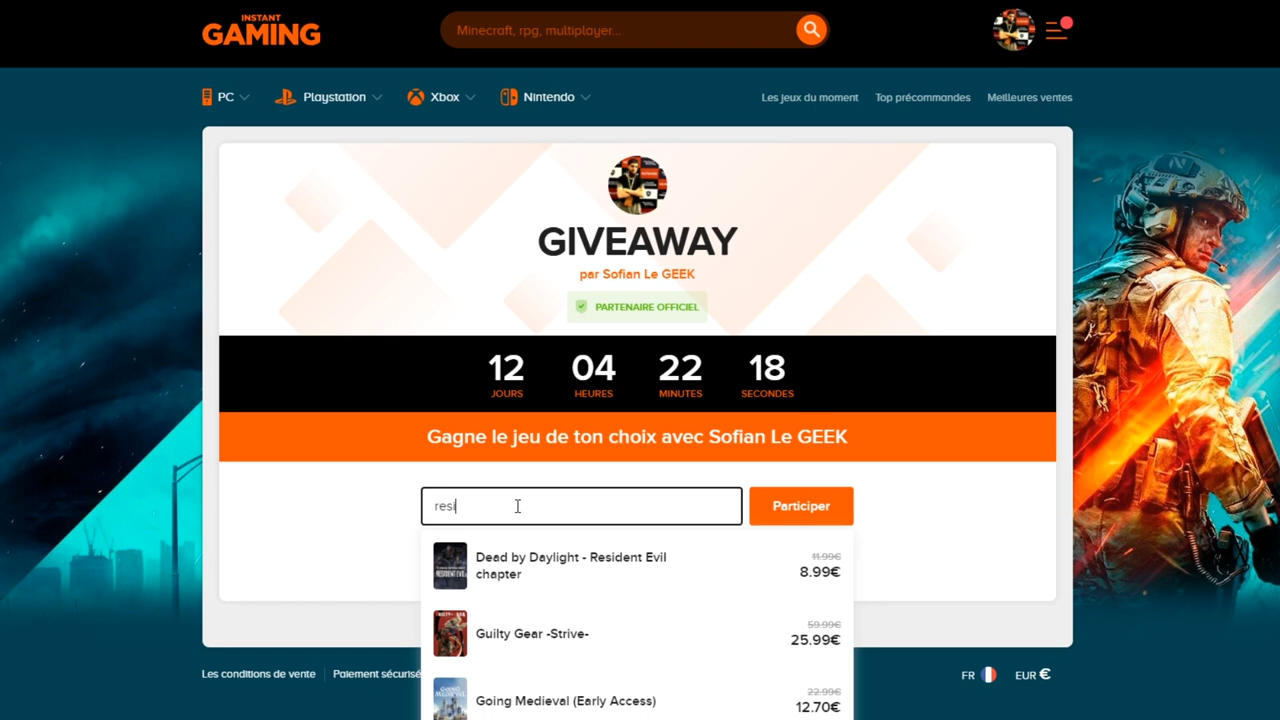 INSTANT
GAMING
Minecraft, rpg, multiplayer...
PC
Playstation
Xbox
Nintendo
Les jeux du moment
Top précommandes
Meilleures ventes
GIVEAWAY
par Sofian Le GEEK
PARTENAIRE OFFICIEL
12 04 22 18
JOURS HEURES MINUTES SECONDES
Gagne le jeu de ton choix avec Sofian Le GEEK
resi
Participer
Dead by Daylight - Resident Evil
chapter
11.99€
8.99€
Guilty Gear -Strive-
59.99€
25.99€
Going Medieval (Early Access)
22.99€
12.70€
Les conditions de vente
Paiement sécurisé
FR
EUR €